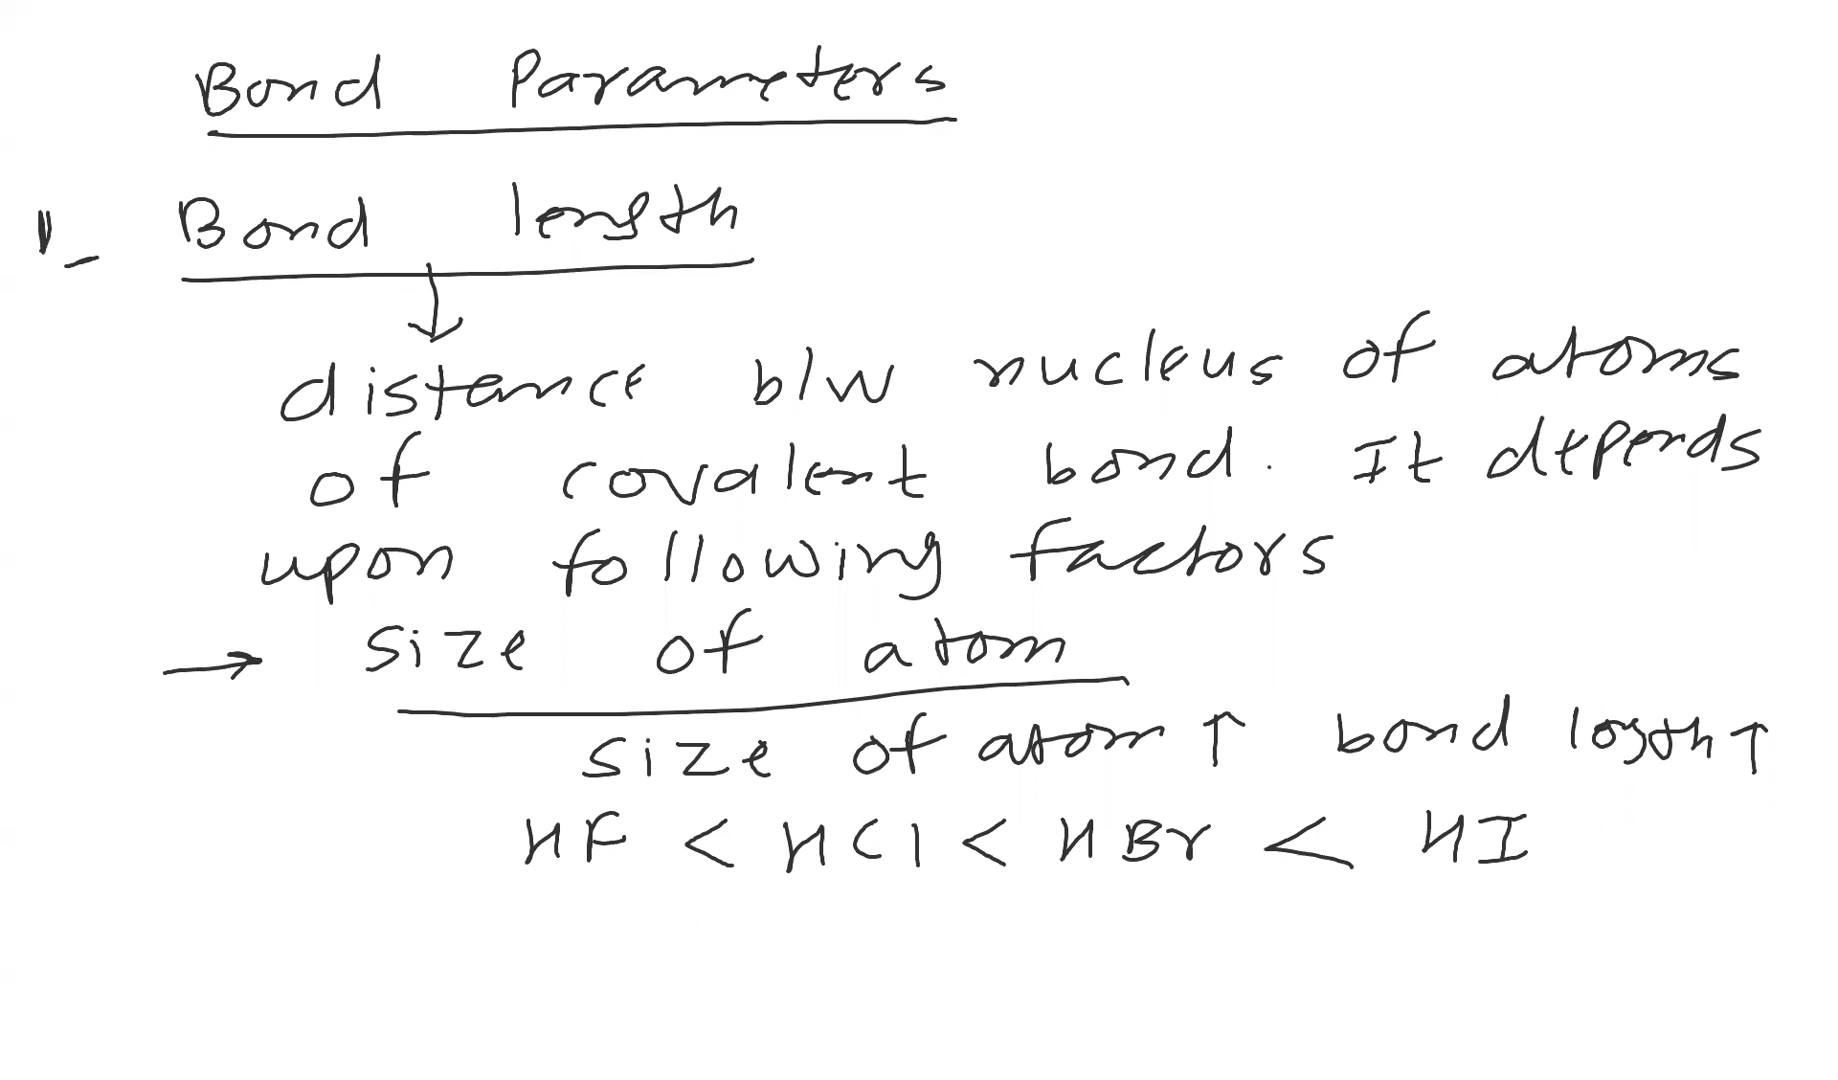 Bond Parameters
1- Bond length
↓
distance b/w nucleus of atoms
of covalent bond. It depends
upon following factors
→ size of atom
size of atom ↑ bond length ↑
HF < HCl < HBr < HI